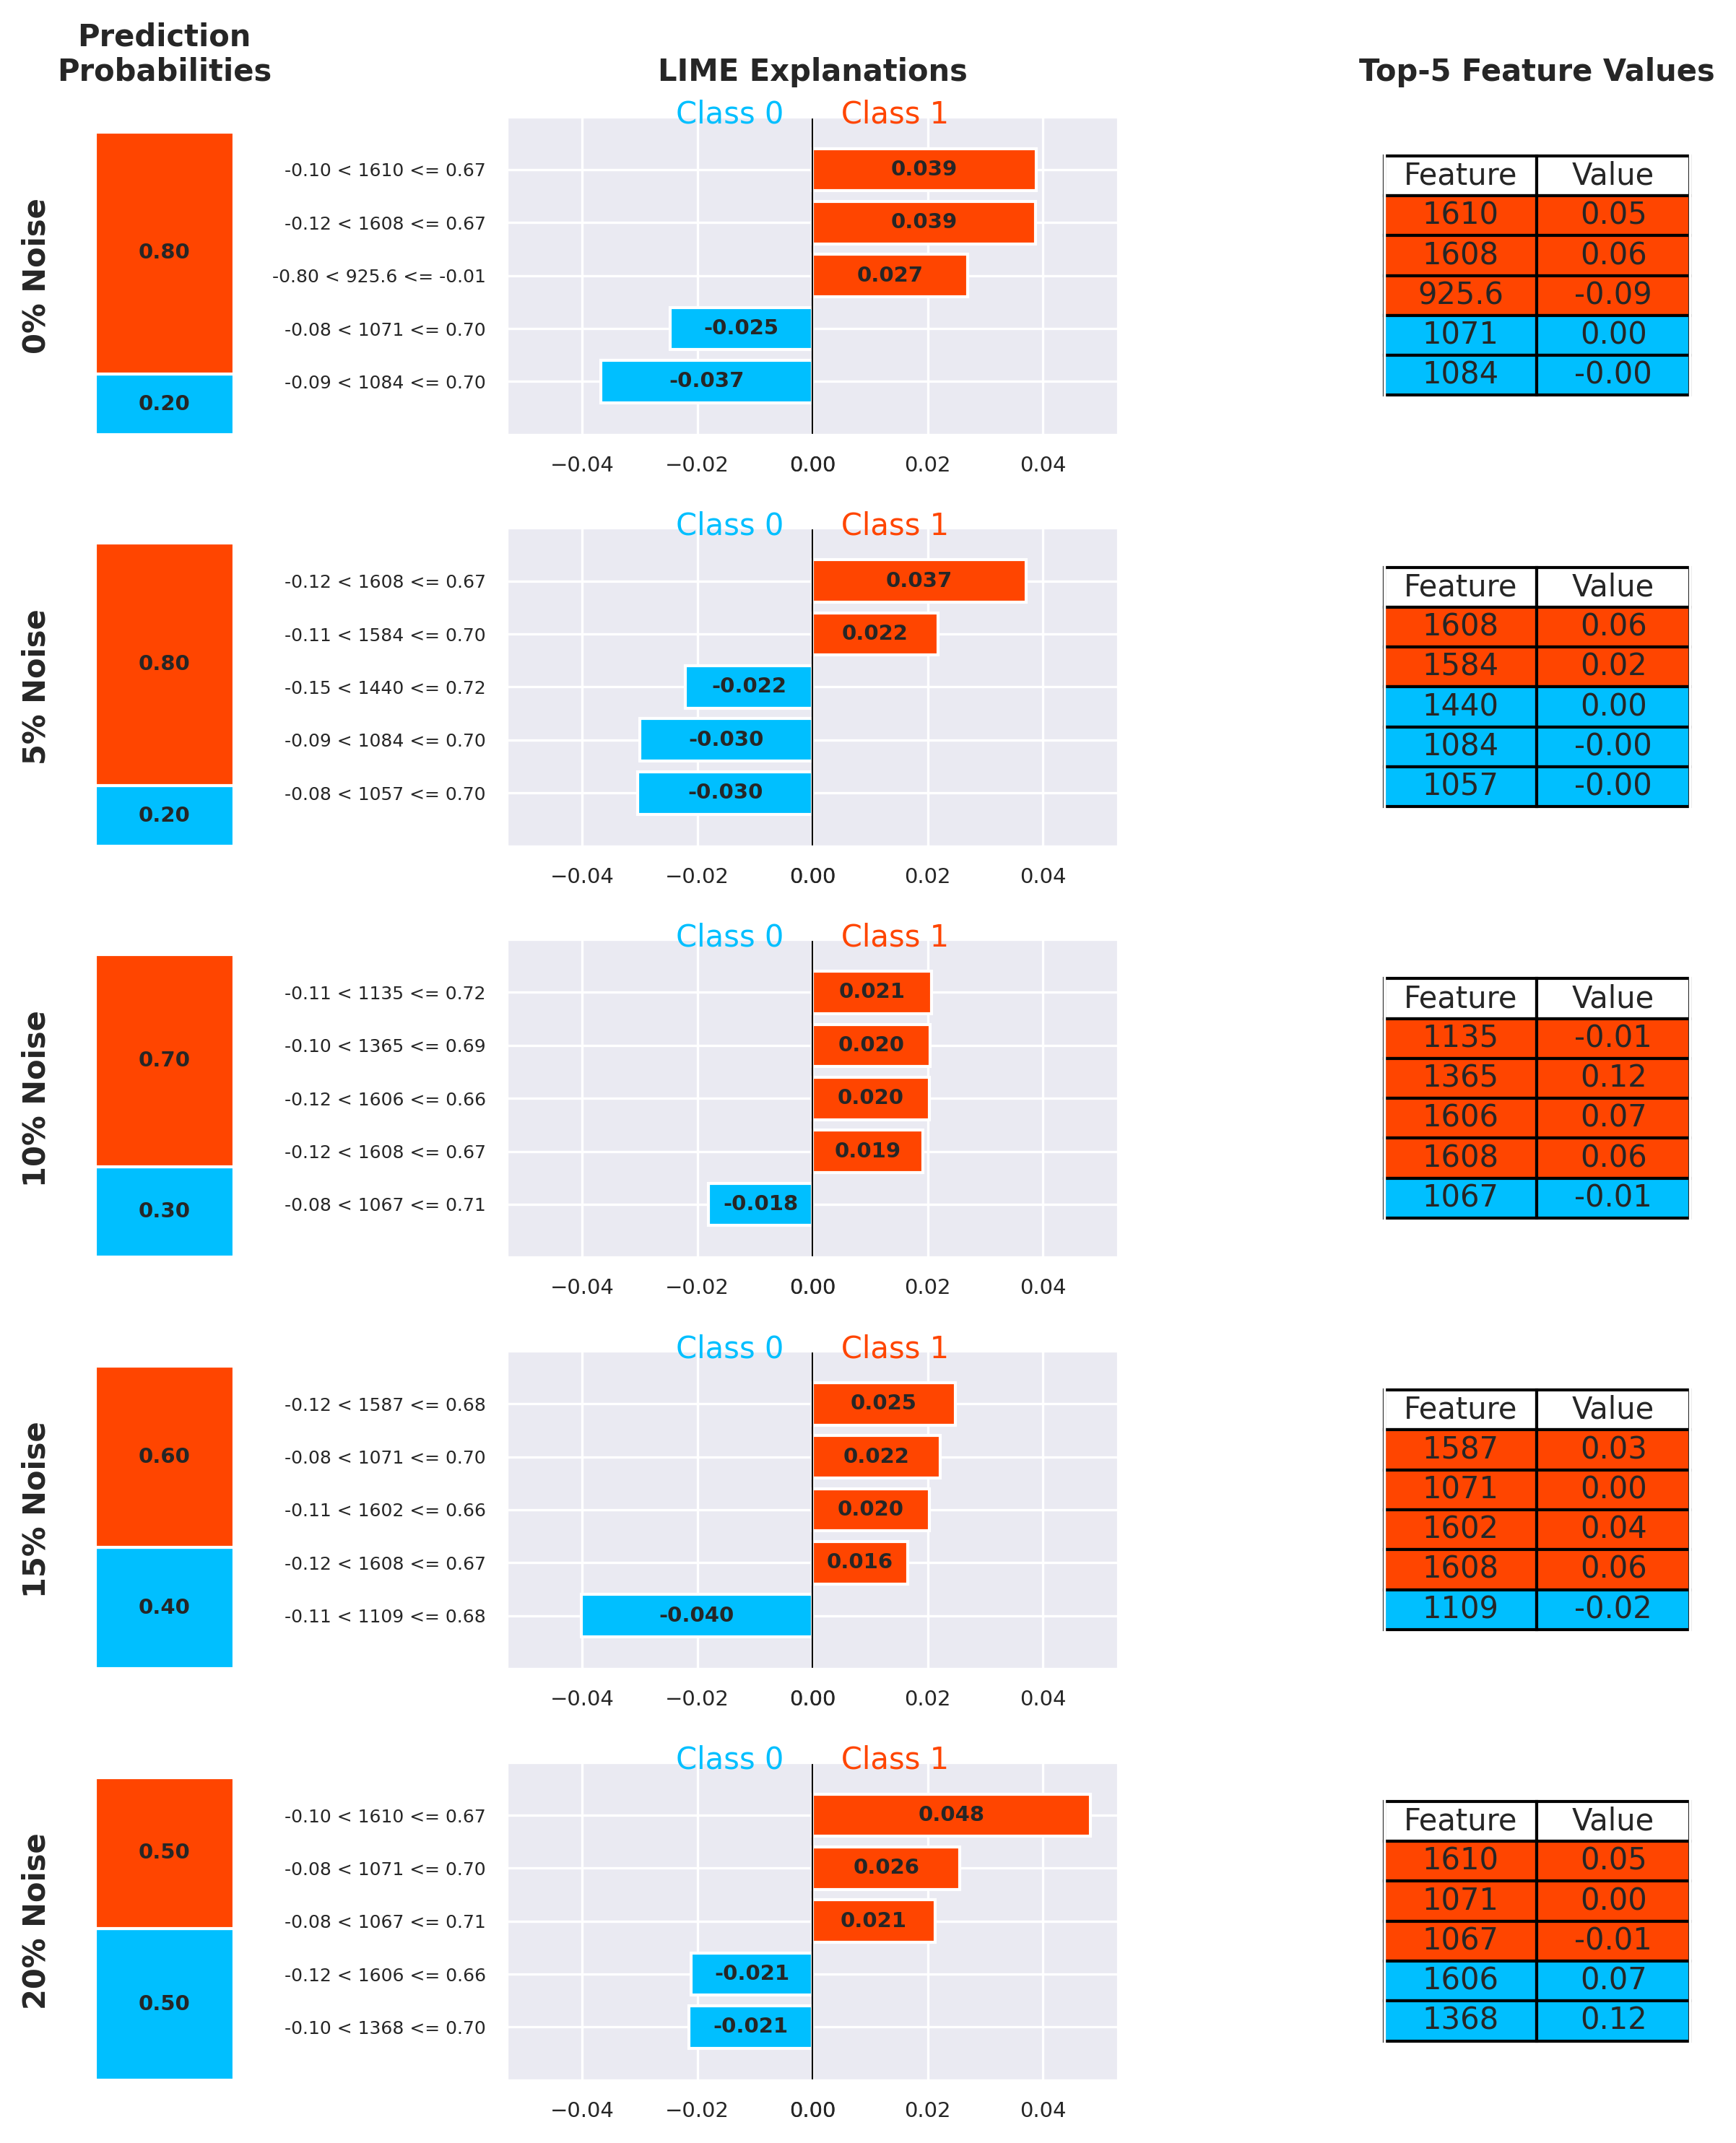 Prediction
Probabilities
LIME Explanations
Top-5 Feature Values
0% Noise
0.80
0.20
Class 0 Class 1
-0.10 < 1610 <= 0.67 0.039
-0.12 < 1608 <= 0.67 0.039
-0.80 < 925.6 <= -0.01 0.027
-0.08 < 1071 <= 0.70 -0.025
-0.09 < 1084 <= 0.70 -0.037
−0.04 −0.02 0.00 0.02 0.04
Feature Value
1610 0.05
1608 0.06
925.6 -0.09
1071 0.00
1084 -0.00
5% Noise
0.80
0.20
Class 0 Class 1
-0.12 < 1608 <= 0.67 0.037
-0.11 < 1584 <= 0.70 0.022
-0.15 < 1440 <= 0.72 -0.022
-0.09 < 1084 <= 0.70 -0.030
-0.08 < 1057 <= 0.70 -0.030
−0.04 −0.02 0.00 0.02 0.04
Feature Value
1608 0.06
1584 0.02
1440 0.00
1084 -0.00
1057 -0.00
10% Noise
0.70
0.30
Class 0 Class 1
-0.11 < 1135 <= 0.72 0.021
-0.10 < 1365 <= 0.69 0.020
-0.12 < 1606 <= 0.66 0.020
-0.12 < 1608 <= 0.67 0.019
-0.08 < 1067 <= 0.71 -0.018
−0.04 −0.02 0.00 0.02 0.04
Feature Value
1135 -0.01
1365 0.12
1606 0.07
1608 0.06
1067 -0.01
15% Noise
0.60
0.40
Class 0 Class 1
-0.12 < 1587 <= 0.68 0.025
-0.08 < 1071 <= 0.70 0.022
-0.11 < 1602 <= 0.66 0.020
-0.12 < 1608 <= 0.67 0.016
-0.11 < 1109 <= 0.68 -0.040
−0.04 −0.02 0.00 0.02 0.04
Feature Value
1587 0.03
1071 0.00
1602 0.04
1608 0.06
1109 -0.02
20% Noise
0.50
0.50
Class 0 Class 1
-0.10 < 1610 <= 0.67 0.048
-0.08 < 1071 <= 0.70 0.026
-0.08 < 1067 <= 0.71 0.021
-0.12 < 1606 <= 0.66 -0.021
-0.10 < 1368 <= 0.70 -0.021
−0.04 −0.02 0.00 0.02 0.04
Feature Value
1610 0.05
1071 0.00
1067 -0.01
1606 0.07
1368 0.12